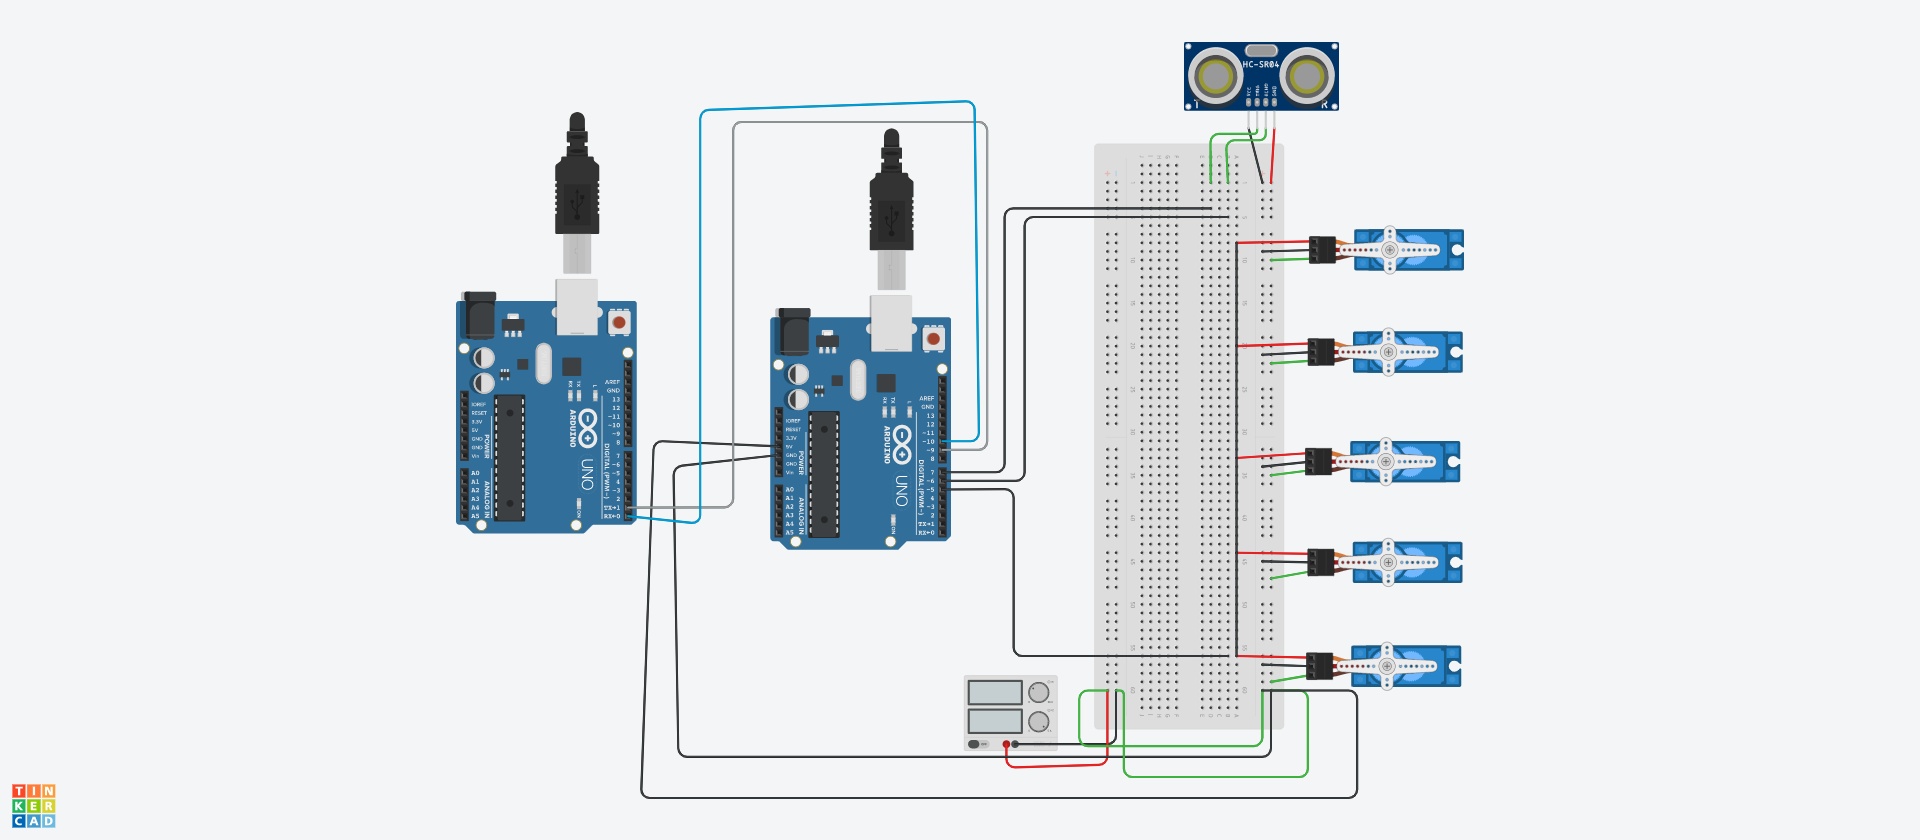 HC-SR04
T R
AREF
GND
13
12
~11
~10
~9
8
7
~6
~5
4
~3
2
TX→1
RX←0
DIGITAL (PWM~)
IOREF
RESET
3.3V
5V
GND
GND
Vin
POWER
A0
A1
A2
A3
A4
A5
ANALOG IN
RX
TX
L
ARDUINO
UNO
ON
AREF
GND
13
12
~11
~10
~9
8
7
~6
~5
4
~3
2
TX→1
RX←0
DIGITAL (PWM~)
IOREF
RESET
3.3V
5V
GND
GND
Vin
POWER
A0
A1
A2
A3
A4
A5
ANALOG IN
RX
TX
L
ARDUINO
UNO
ON
TIN
KER
CAD